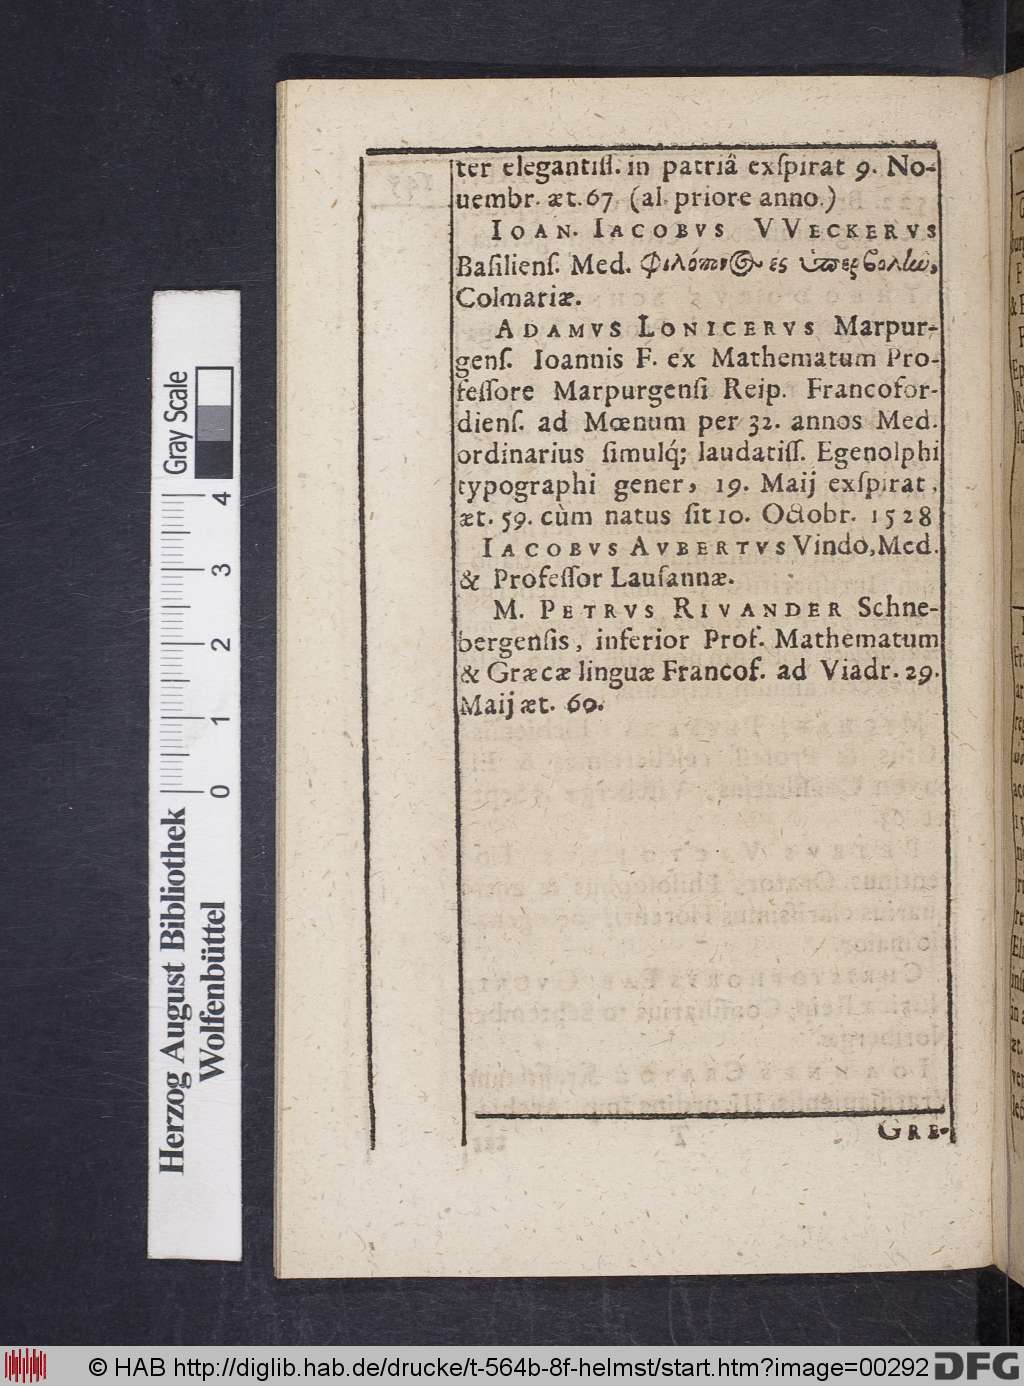 ter elegantiſſ. in patriâ exſpirat 9. No-
uembr. æt. 67 (al. priore anno.)
IOAN. IACOBVS VVECKERVS
Baſilienſ. Med. ἐς
Colmariæ.
ADAMVS LONICERVS Marpur-
genſ. Ioannis F. ex Mathematum Pro-
feſſore Marpurgenſi Reip. Francofor-
dienſ. ad Mœnum per 32. annos Med.
ordinarius ſimulq́; laudatiſſ. Egenolphi
typographi gener, 19. Maij exſpirat,
æt. 59. cùm natus ſit 10. Octobr. 1528
IACOBVS AVBERTVS Vindo, Med.
& Profeſſor Lauſannæ.
M. PETRVS RIVANDER Schne-
bergenſis, inferior Prof. Mathematum
& Græcæ linguæ Francof. ad Viadr. 29.
Maij æt. 60.
GRE-
Gray Scale
0 1 2 3 4
Herzog August Bibliothek
Wolfenbüttel
© HAB http://diglib.hab.de/drucke/t-564b-8f-helmst/start.htm?image=00292
DFG